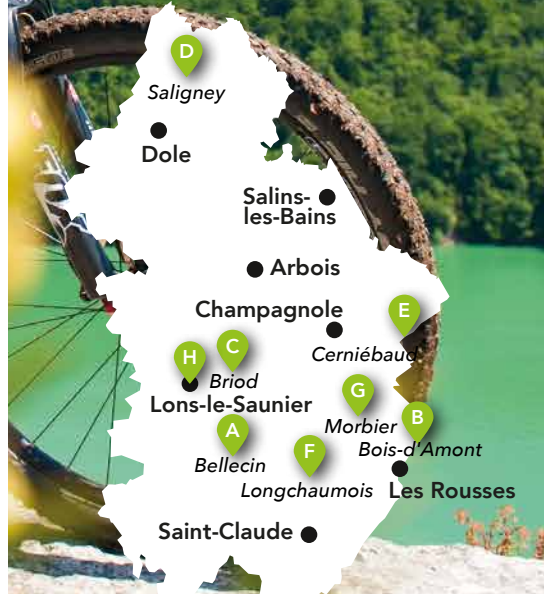 D
Saligney
Dole
Salins-
les-Bains
Arbois
E
Champagnole
Cerniébaud
H
C
Briod
G
Lons-le-Saunier
A
B
Morbier
Bellecin
F
Bois-d'Amont
Longchaumois
Les Rousses
Saint-Claude